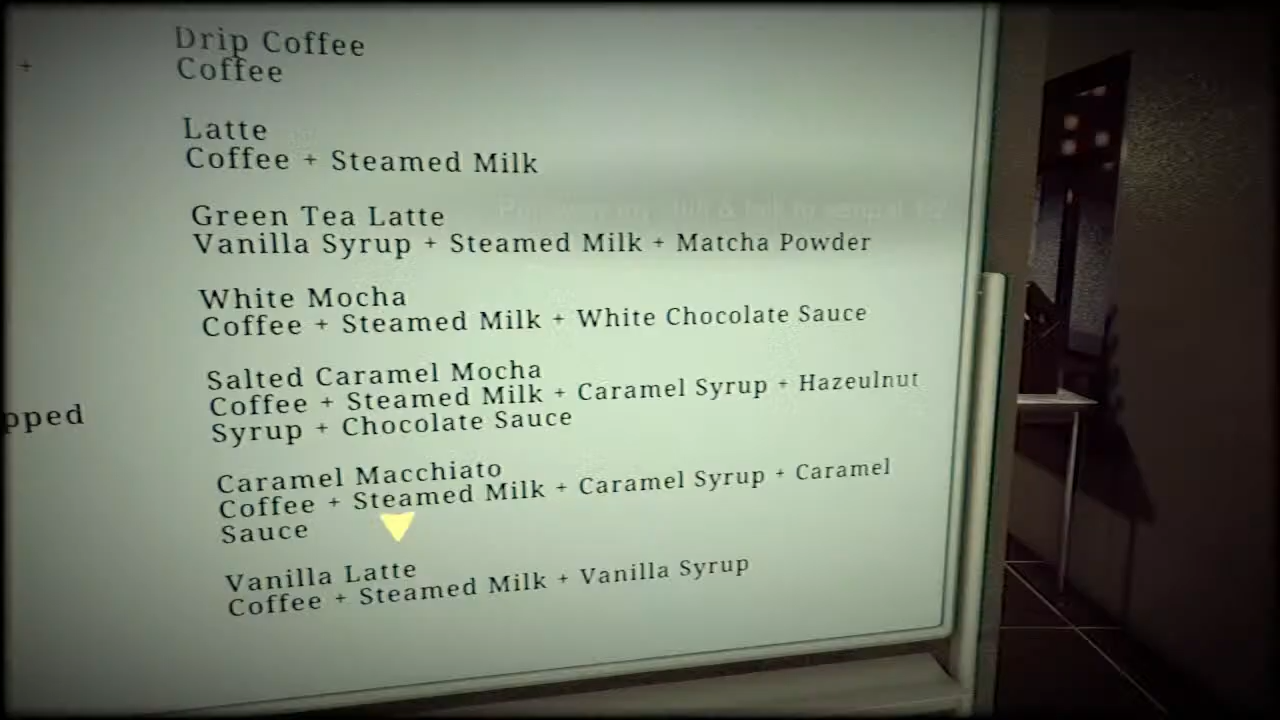 Drip Coffee
Coffee
+
Latte
Coffee + Steamed Milk
Green Tea Latte
Vanilla Syrup + Steamed Milk + Matcha Powder
White Mocha
Coffee + Steamed Milk + White Chocolate Sauce
Salted Caramel Mocha
Coffee + Steamed Milk + Caramel Syrup + Hazeulnut
Syrup + Chocolate Sauce
pped
Caramel Macchiato
Coffee + Steamed Milk + Caramel Syrup + Caramel
Sauce
Vanilla Latte
Coffee + Steamed Milk + Vanilla Syrup